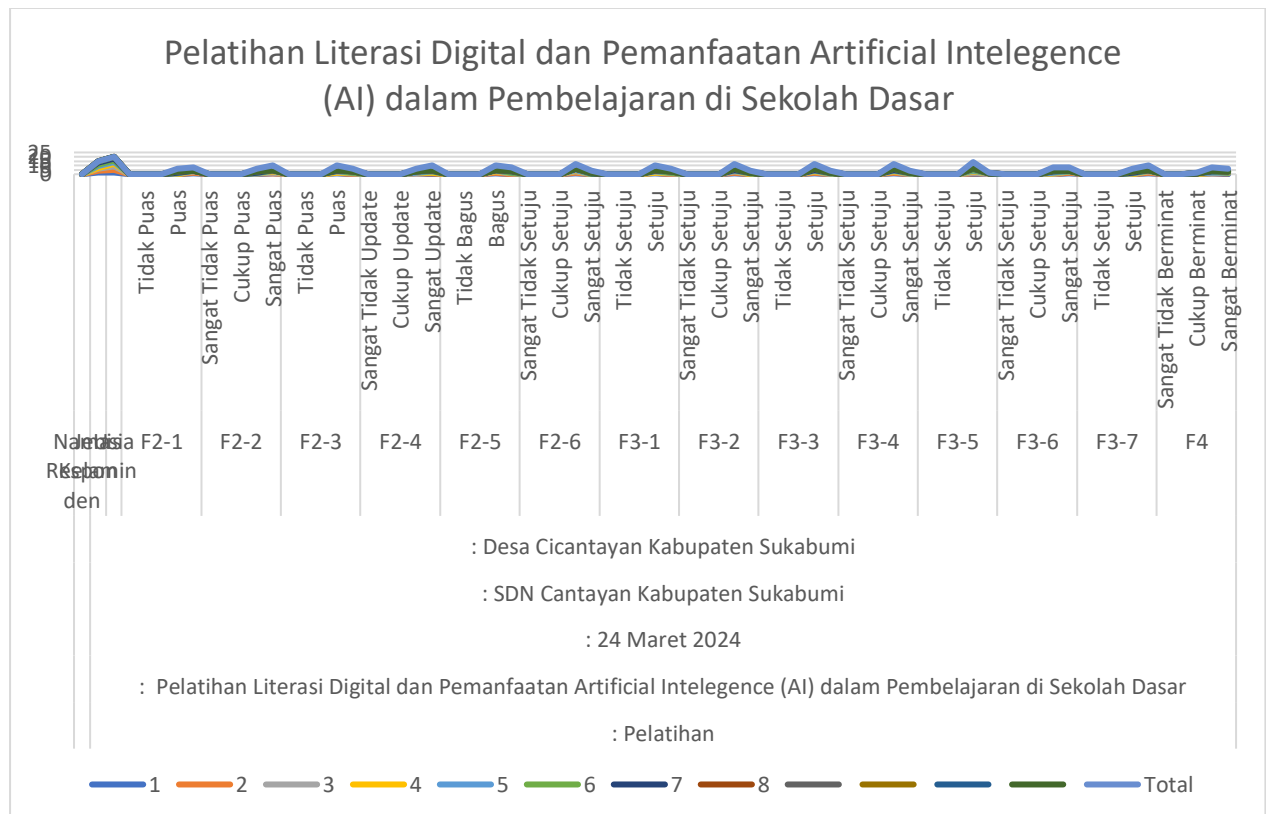 Pelatihan Literasi Digital dan Pemanfaatan Artificial Intelegence
(AI) dalam Pembelajaran di Sekolah Dasar
25
0
Tidak Puas
Puas
Sangat Tidak Puas
Cukup Puas
Sangat Puas
Tidak Puas
Puas
Sangat Tidak Update
Cukup Update
Sangat Update
Tidak Bagus
Bagus
Sangat Tidak Setuju
Cukup Setuju
Sangat Setuju
Tidak Setuju
Setuju
Sangat Tidak Setuju
Cukup Setuju
Sangat Setuju
Tidak Setuju
Setuju
Sangat Tidak Setuju
Cukup Setuju
Sangat Setuju
Tidak Setuju
Setuju
Sangat Tidak Setuju
Cukup Setuju
Sangat Setuju
Tidak Setuju
Setuju
Sangat Tidak Berminat
Cukup Berminat
Sangat Berminat
den
F2-1 F2-2 F2-3 F2-4 F2-5 F2-6 F3-1 F3-2 F3-3 F3-4 F3-5 F3-6 F3-7 F4
: Desa Cicantayan Kabupaten Sukabumi
: SDN Cantayan Kabupaten Sukabumi
: 24 Maret 2024
: Pelatihan Literasi Digital dan Pemanfaatan Artificial Intelegence (AI) dalam Pembelajaran di Sekolah Dasar
: Pelatihan
1 2 3 4 5 6 7 8 Total